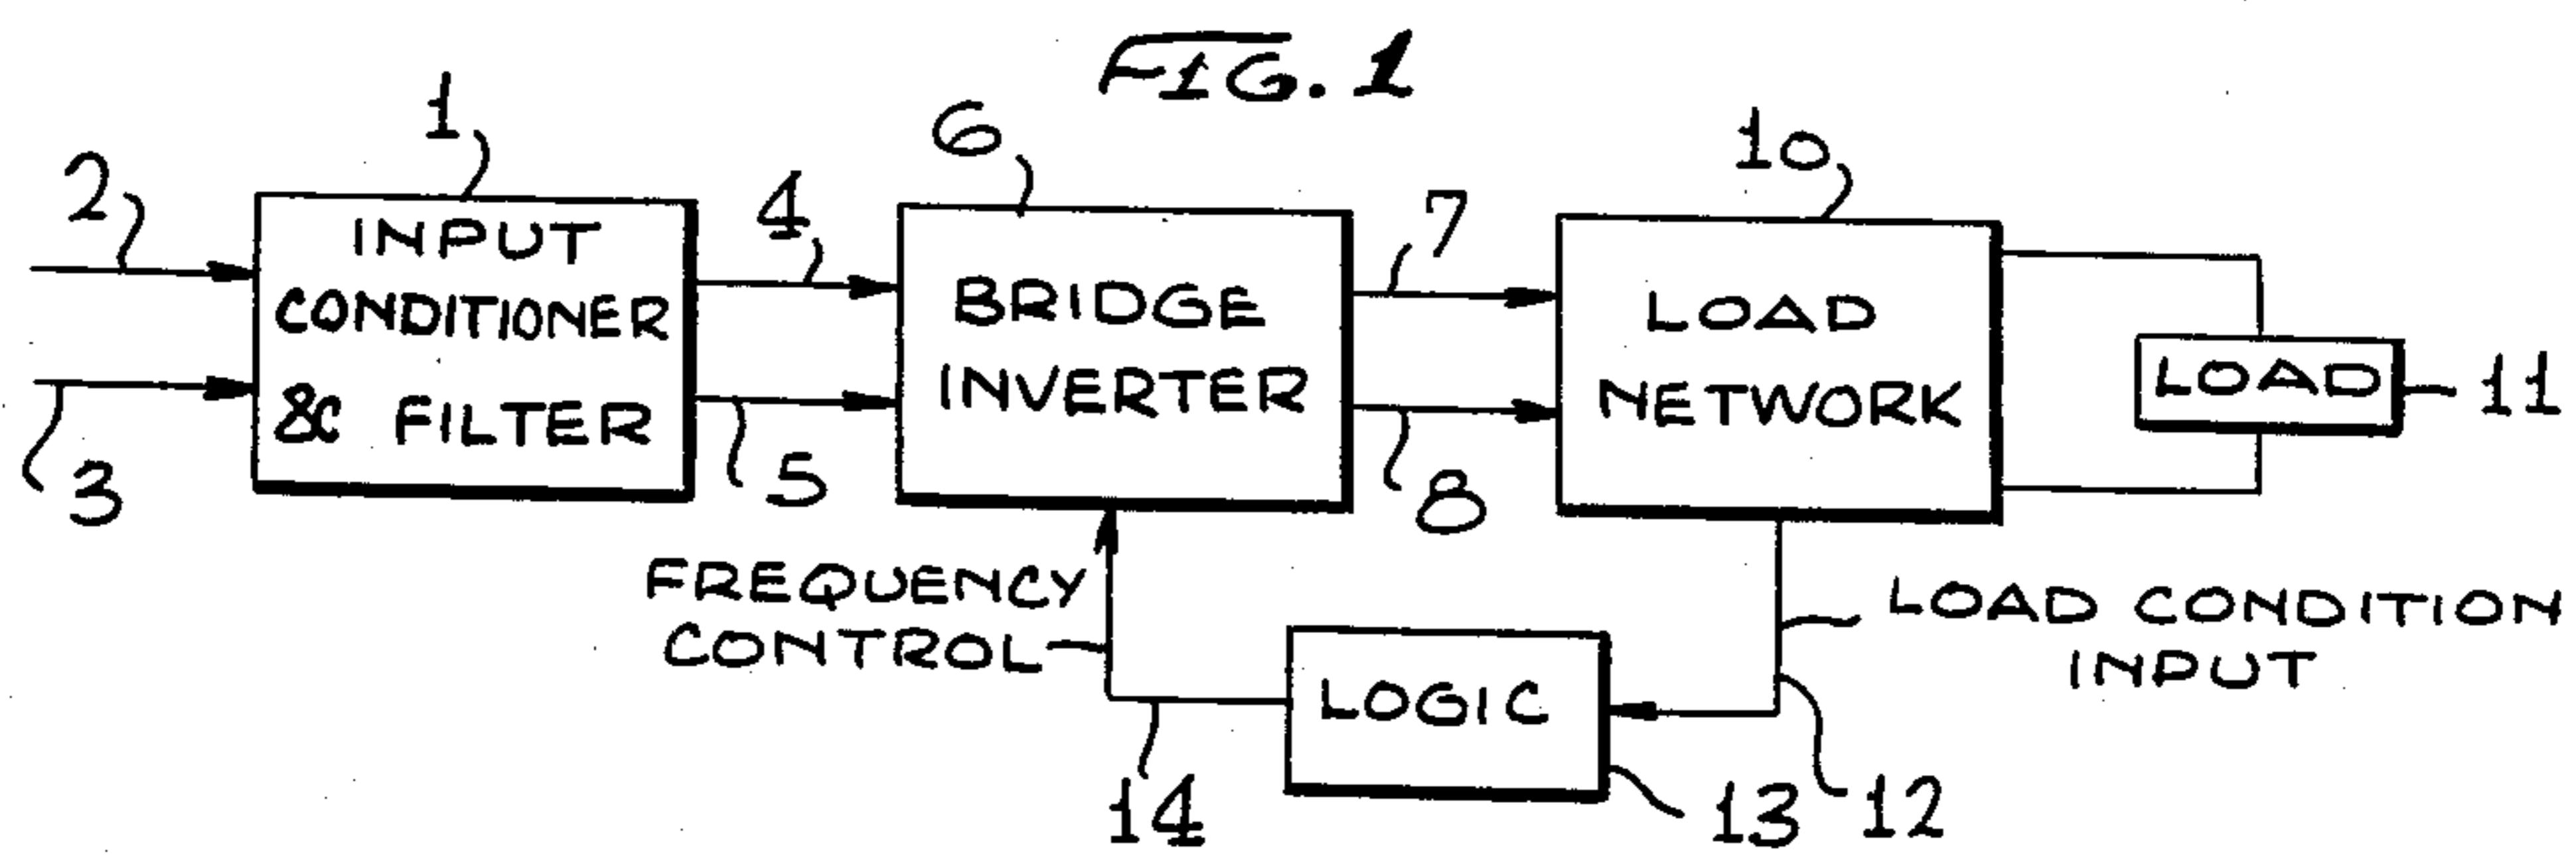 FIG. 1
1
2
3
INPUT
CONDITIONER
& FILTER
4
5
6
BRIDGE
INVERTER
7
8
10
LOAD
NETWORK
LOAD
11
FREQUENCY
CONTROL
LOAD CONDITION
INPUT
LOGIC
14
13
12